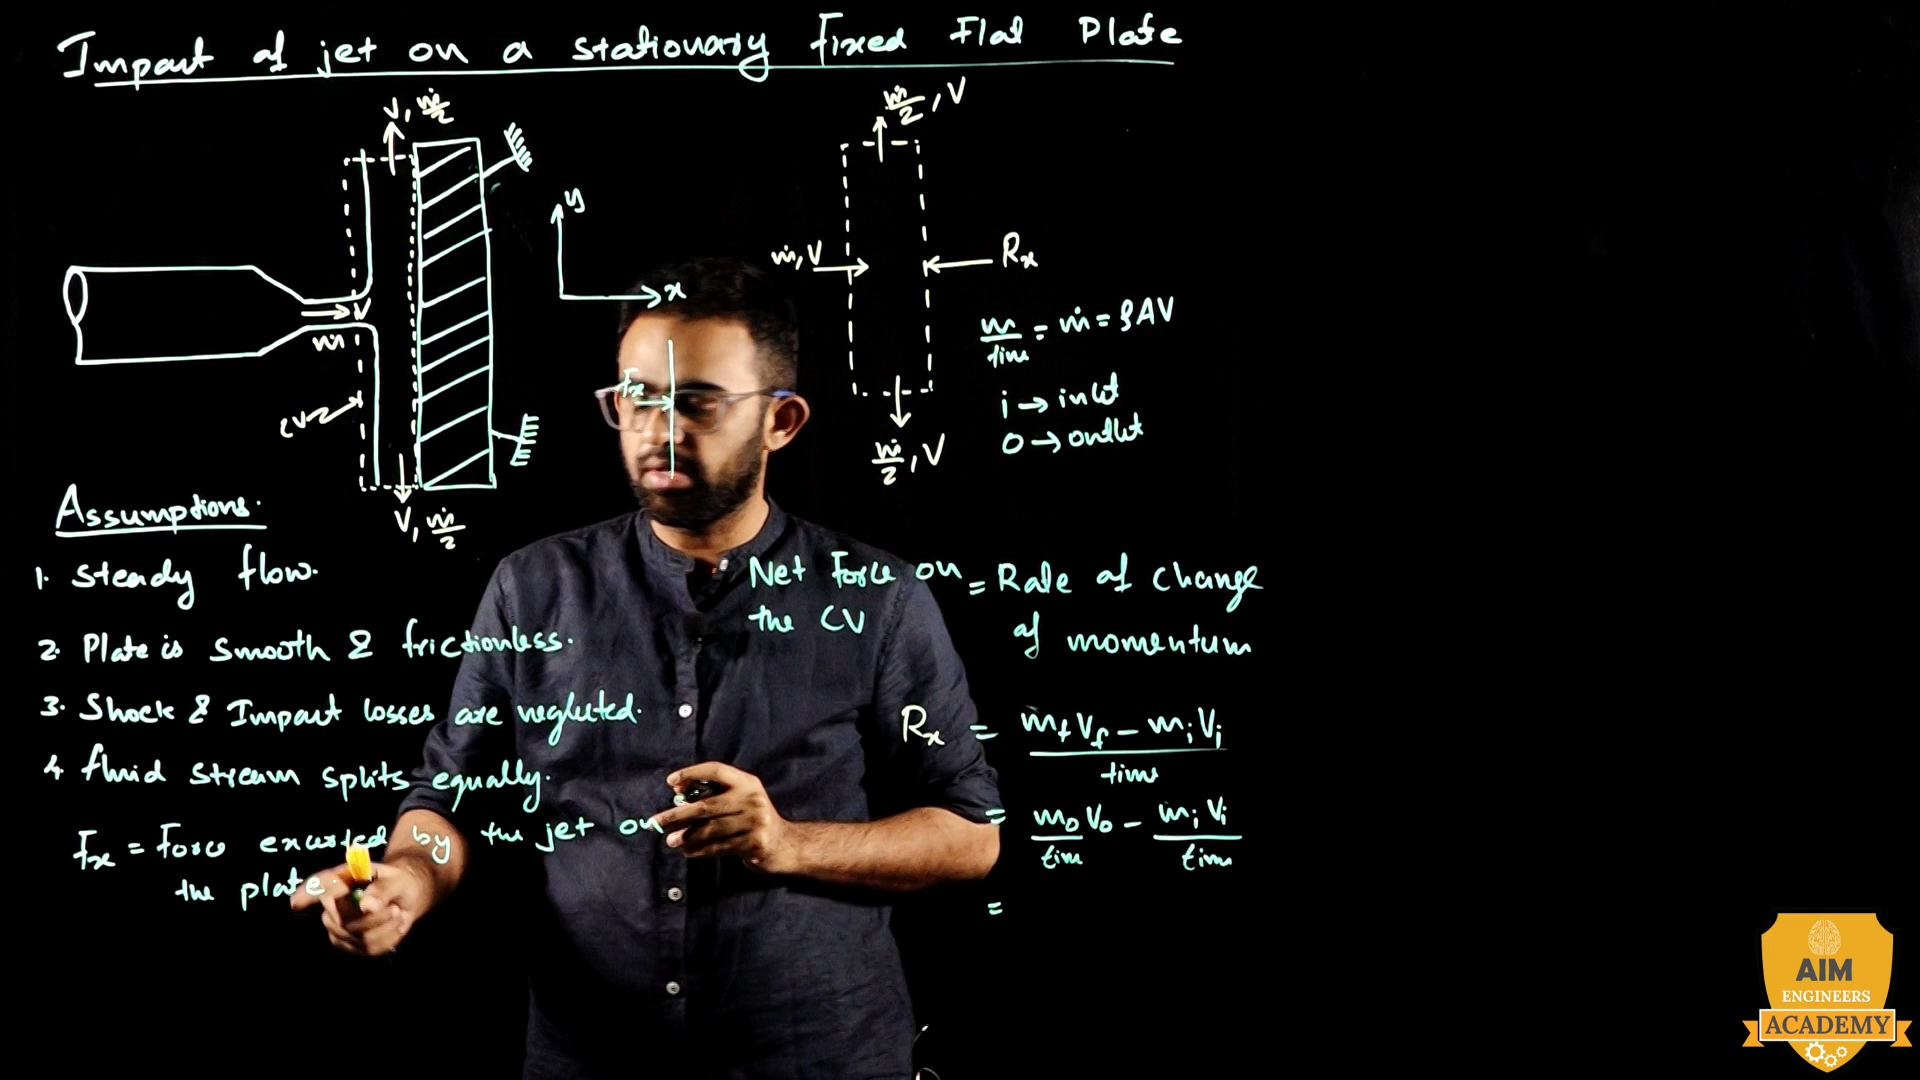 Impact of jet on a stationary fixed Flat Plate
V, ṁ/2
ṁ/2, V
y
x
ṁ, V
Rx
V
ṁ
m/time = ṁ = ρAV
Fx
i → inlet
o → outlet
CV
ṁ/2, V
V, ṁ/2
Assumptions.
1. Steady flow.
2. Plate is smooth & frictionless.
3. Shock & Impact losses are neglected.
4. fluid stream splits equally.
Fx = Force exerted by the jet on
the plate.
Net Force on = Rate of change
the CV of momentum
Rx = mfVf - miVi / time
= mo/time Vo - miVi/time
=
AIM
ENGINEERS
ACADEMY